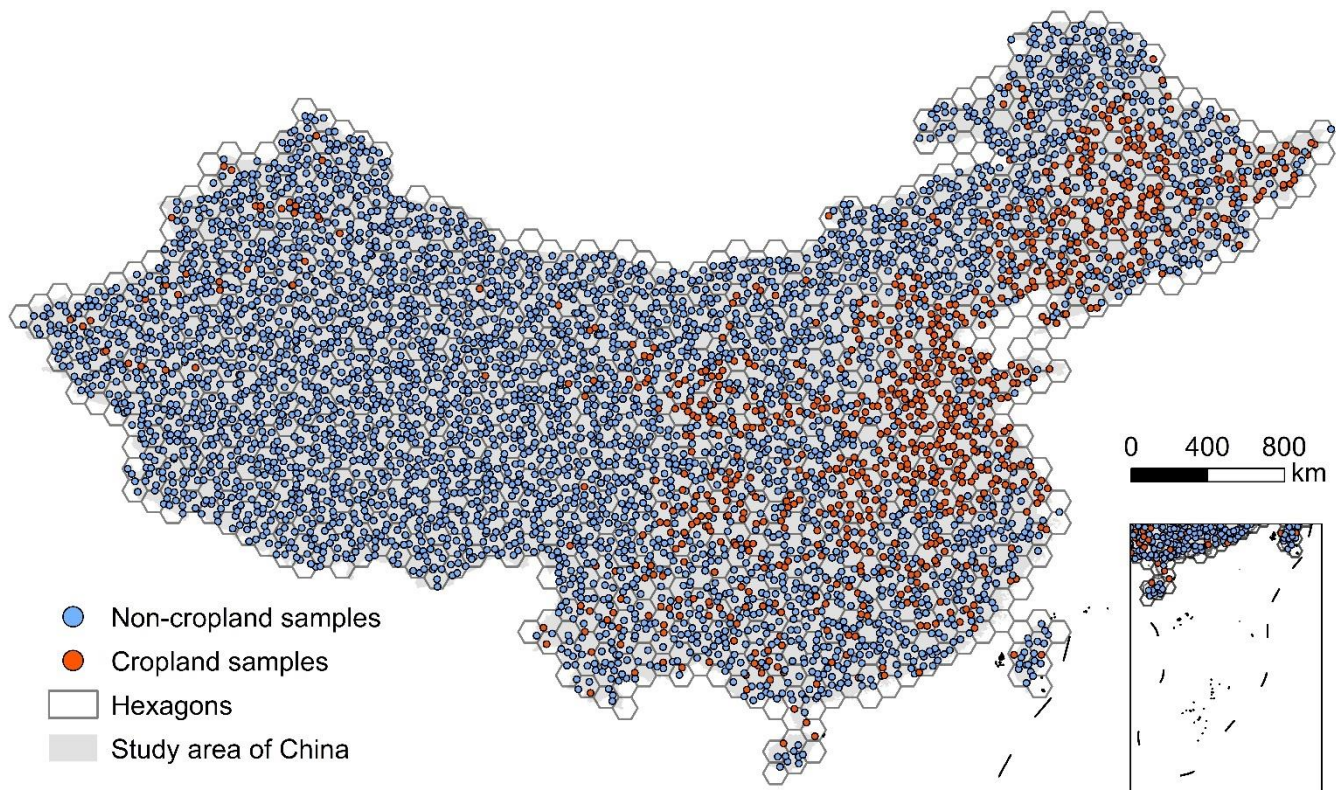 0 400 800
km
Non-cropland samples
Cropland samples
Hexagons
Study area of China